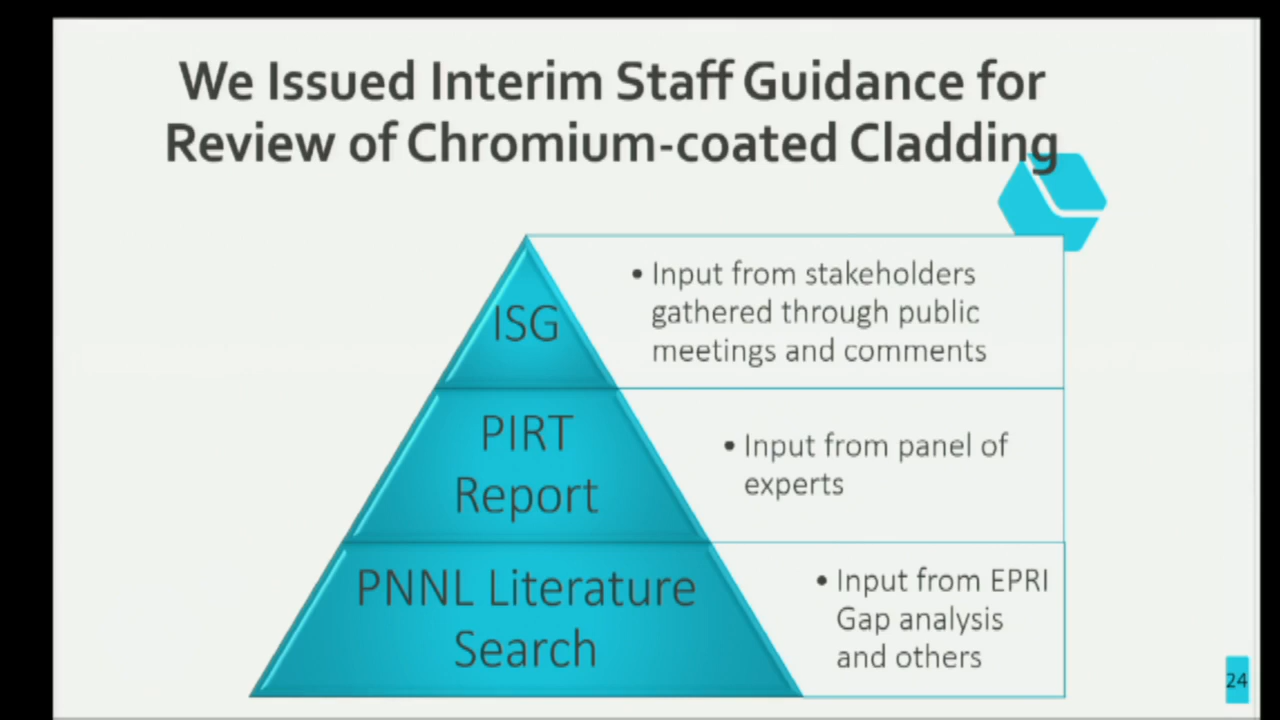 We Issued Interim Staff Guidance for
Review of Chromium-coated Cladding
ISG
• Input from stakeholders
gathered through public
meetings and comments
PIRT
Report
• Input from panel of
experts
PNNL Literature
Search
• Input from EPRI
Gap analysis
and others
24